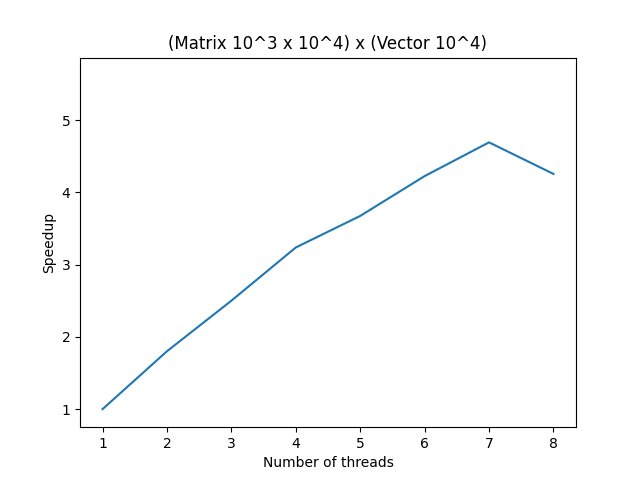 (Matrix 10^3 x 10^4) x (Vector 10^4)
5
4
3
2
1
Speedup
1 2 3 4 5 6 7 8
Number of threads